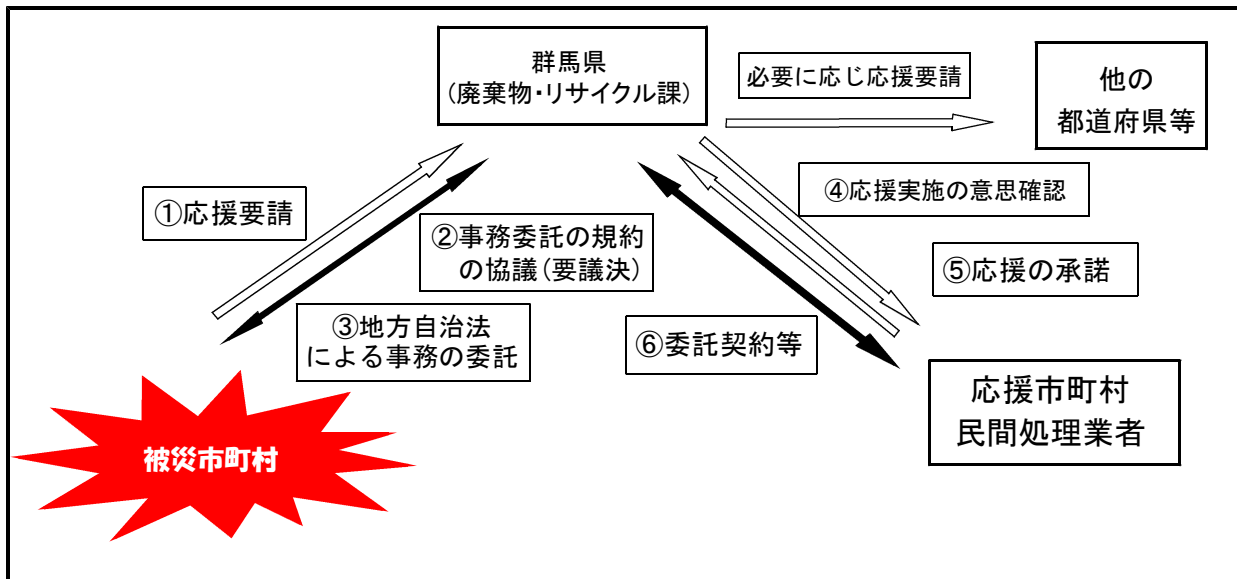 群馬県
(廃棄物・リサイクル課)
必要に応じ応援要請
他の
都道府県等
①応援要請
②事務委託の規約
の協議(要議決)
③地方自治法
による事務の委託
④応援実施の意思確認
⑤応援の承諾
⑥委託契約等
応援市町村
民間処理業者
被災市町村